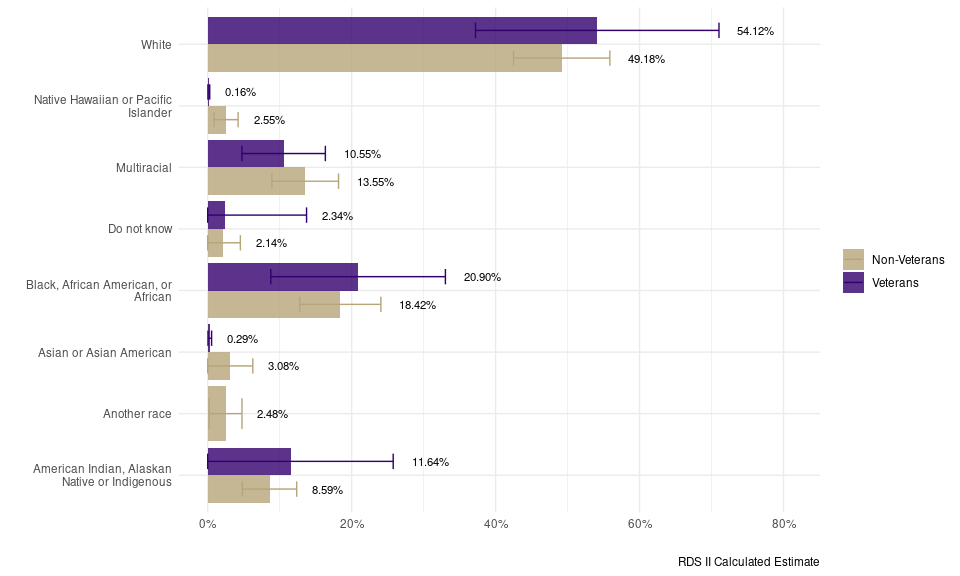 White
54.12%
49.18%
Native Hawaiian or Pacific
Islander
0.16%
2.55%
Multiracial
10.55%
13.55%
Do not know
2.34%
2.14%
Black, African American, or
African
20.90%
18.42%
Asian or Asian American
0.29%
3.08%
Another race
2.48%
American Indian, Alaskan
Native or Indigenous
11.64%
8.59%
0%
20%
40%
60%
80%
RDS II Calculated Estimate
Non-Veterans
Veterans